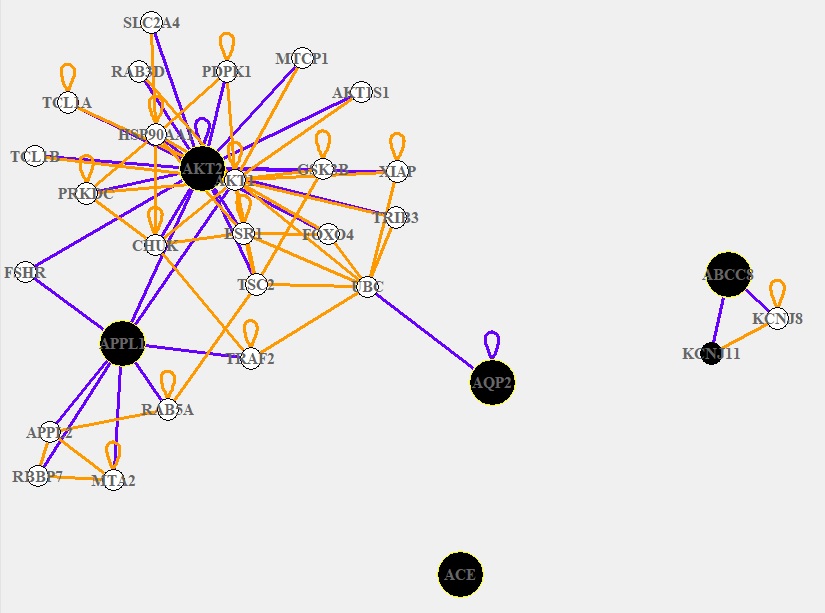 SLC2A4
RAB3D
PDPK1
MTCP1
TCL1A
AKT1S1
HSP90AA1
TCL1B
AKT2
AKT1
GSK3B
XIAP
PRKDC
TRIB3
CHUK
ESR1
FOXO4
FSHR
TSC2
UBC
ABCC8
KCNJ8
APPL1
TRAF2
KCNJ11
AQP2
RAB5A
APPL2
RBBP7
MTA2
ACE